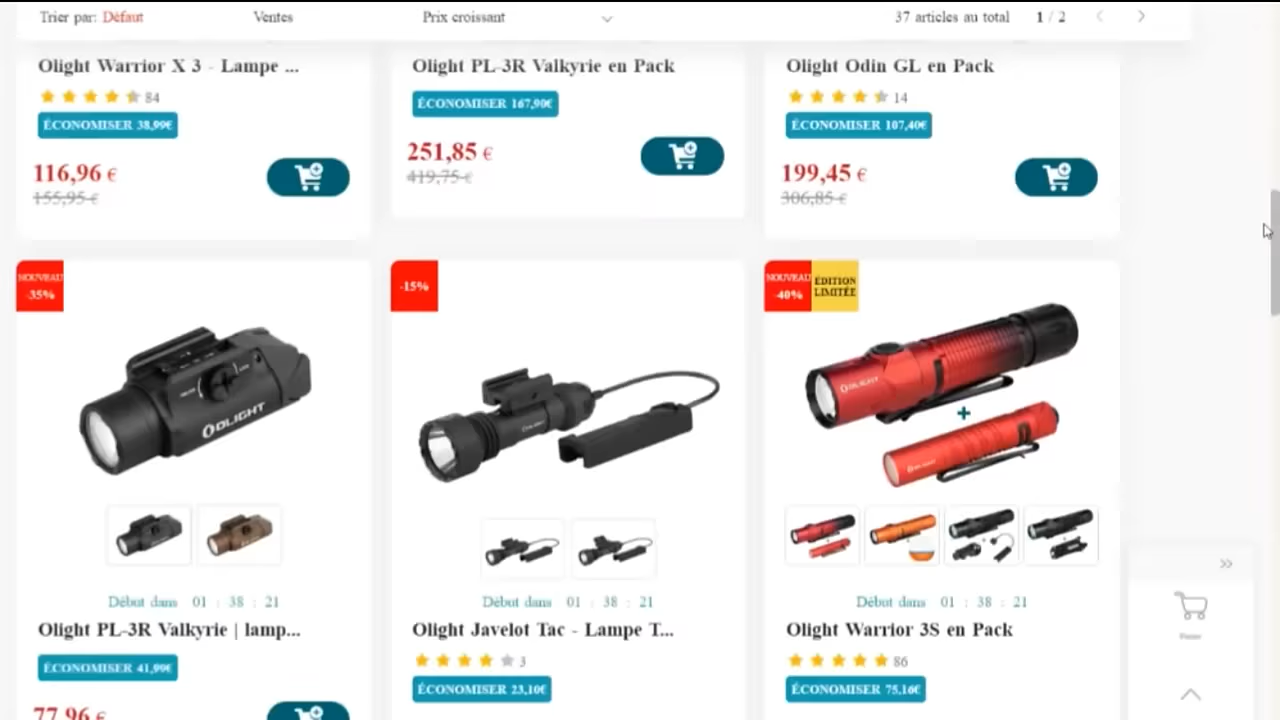 Trier par: Défaut Ventes Prix croissant 37 articles au total 1 / 2
Olight Warrior X 3 - Lampe ...
84
ÉCONOMISER 38,99€
116,96 €
155,95 €
Olight PL-3R Valkyrie en Pack
ÉCONOMISER 167,90€
251,85 €
419,75 €
Olight Odin GL en Pack
14
ÉCONOMISER 107,40€
199,45 €
306,85 €
NOUVEAU
-35%
OLIGHT
Début dans 01 : 38 : 21
Olight PL-3R Valkyrie | lamp...
ÉCONOMISER 41,99€
77,96 €
-15%
OLIGHT
Début dans 01 : 38 : 21
Olight Javelot Tac - Lampe T...
3
ÉCONOMISER 23,10€
NOUVEAU
-40%
ÉDITION
LIMITÉE
OLIGHT
OLIGHT
Début dans 01 : 38 : 21
Olight Warrior 3S en Pack
86
ÉCONOMISER 75,16€